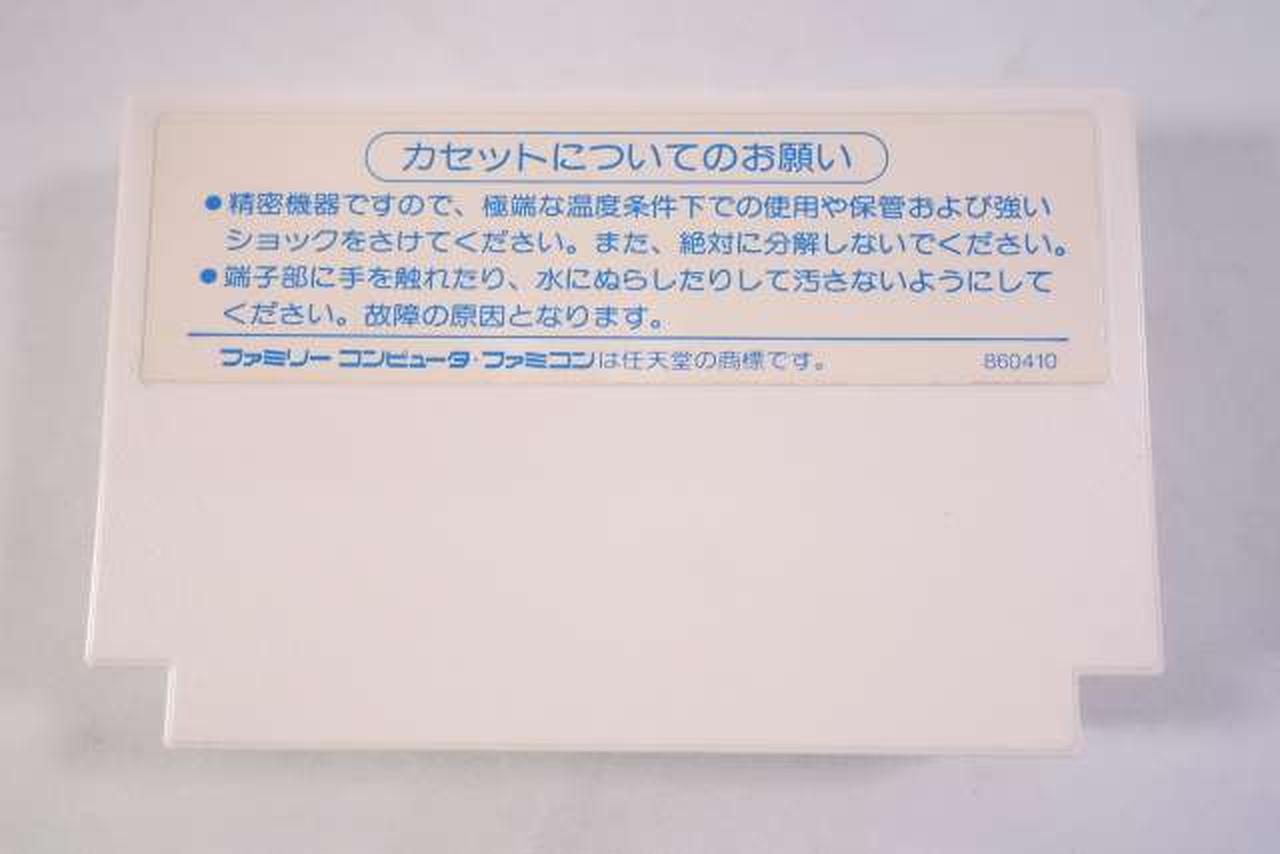 カセットについてのお願い
●精密機器ですので、極端な温度条件下での使用や保管および強い
ショックをさけてください。また、絶対に分解しないでください。
●端子部に手を触れたり、水にぬらしたりして汚さないようにして
ください。故障の原因となります。
ファミリー コンピュータ・ファミコンは任天堂の商標です。 860410